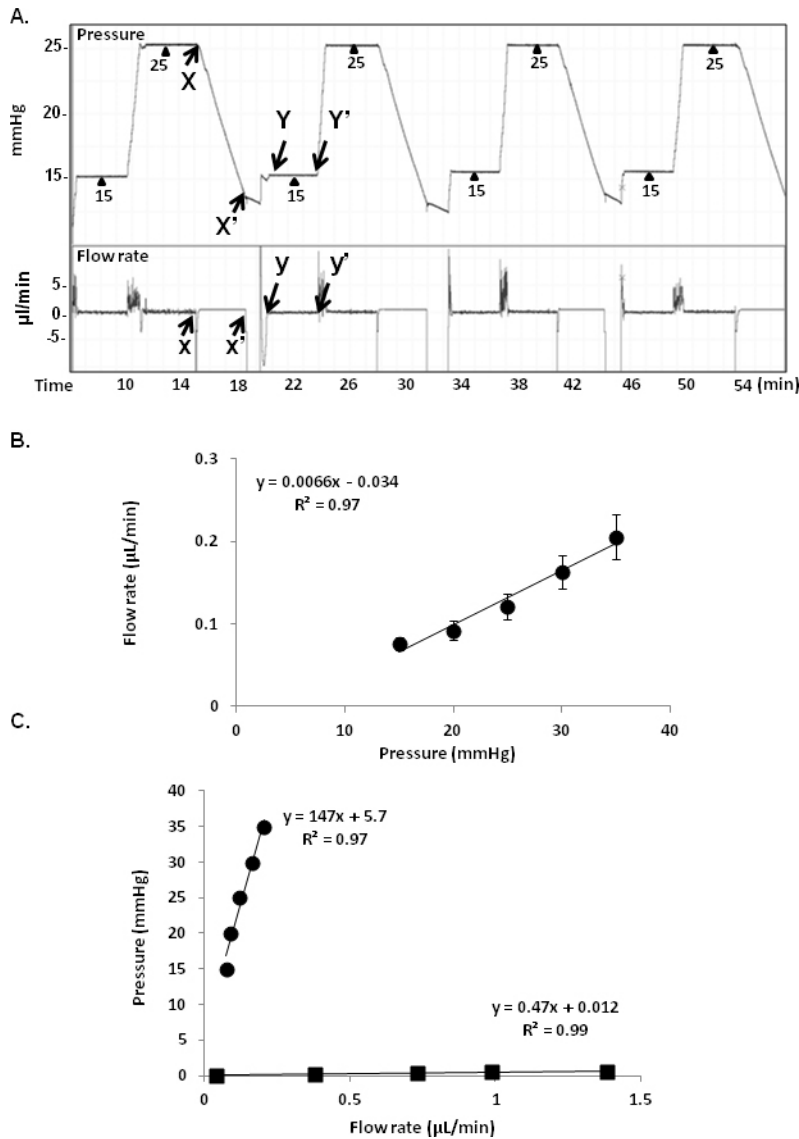 A.
Pressure
25
20
15
mmHg
25
X
Y
Y’
25
25
25
15
X’
15
15
15
Flow rate
5
0
-5
µl/min
x
x’
y
y’
Time 10 14 18 22 26 30 34 38 42 46 50 54 (min)
B.
y = 0.0066x - 0.034
R² = 0.97
Flow rate (µL/min)
0.3
0.2
0.1
0
0 10 20 30 40
Pressure (mmHg)
C.
y = 147x + 5.7
R² = 0.97
Pressure (mmHg)
40
35
30
25
20
15
10
5
0
y = 0.47x + 0.012
R² = 0.99
0 0.5 1 1.5
Flow rate (µL/min)